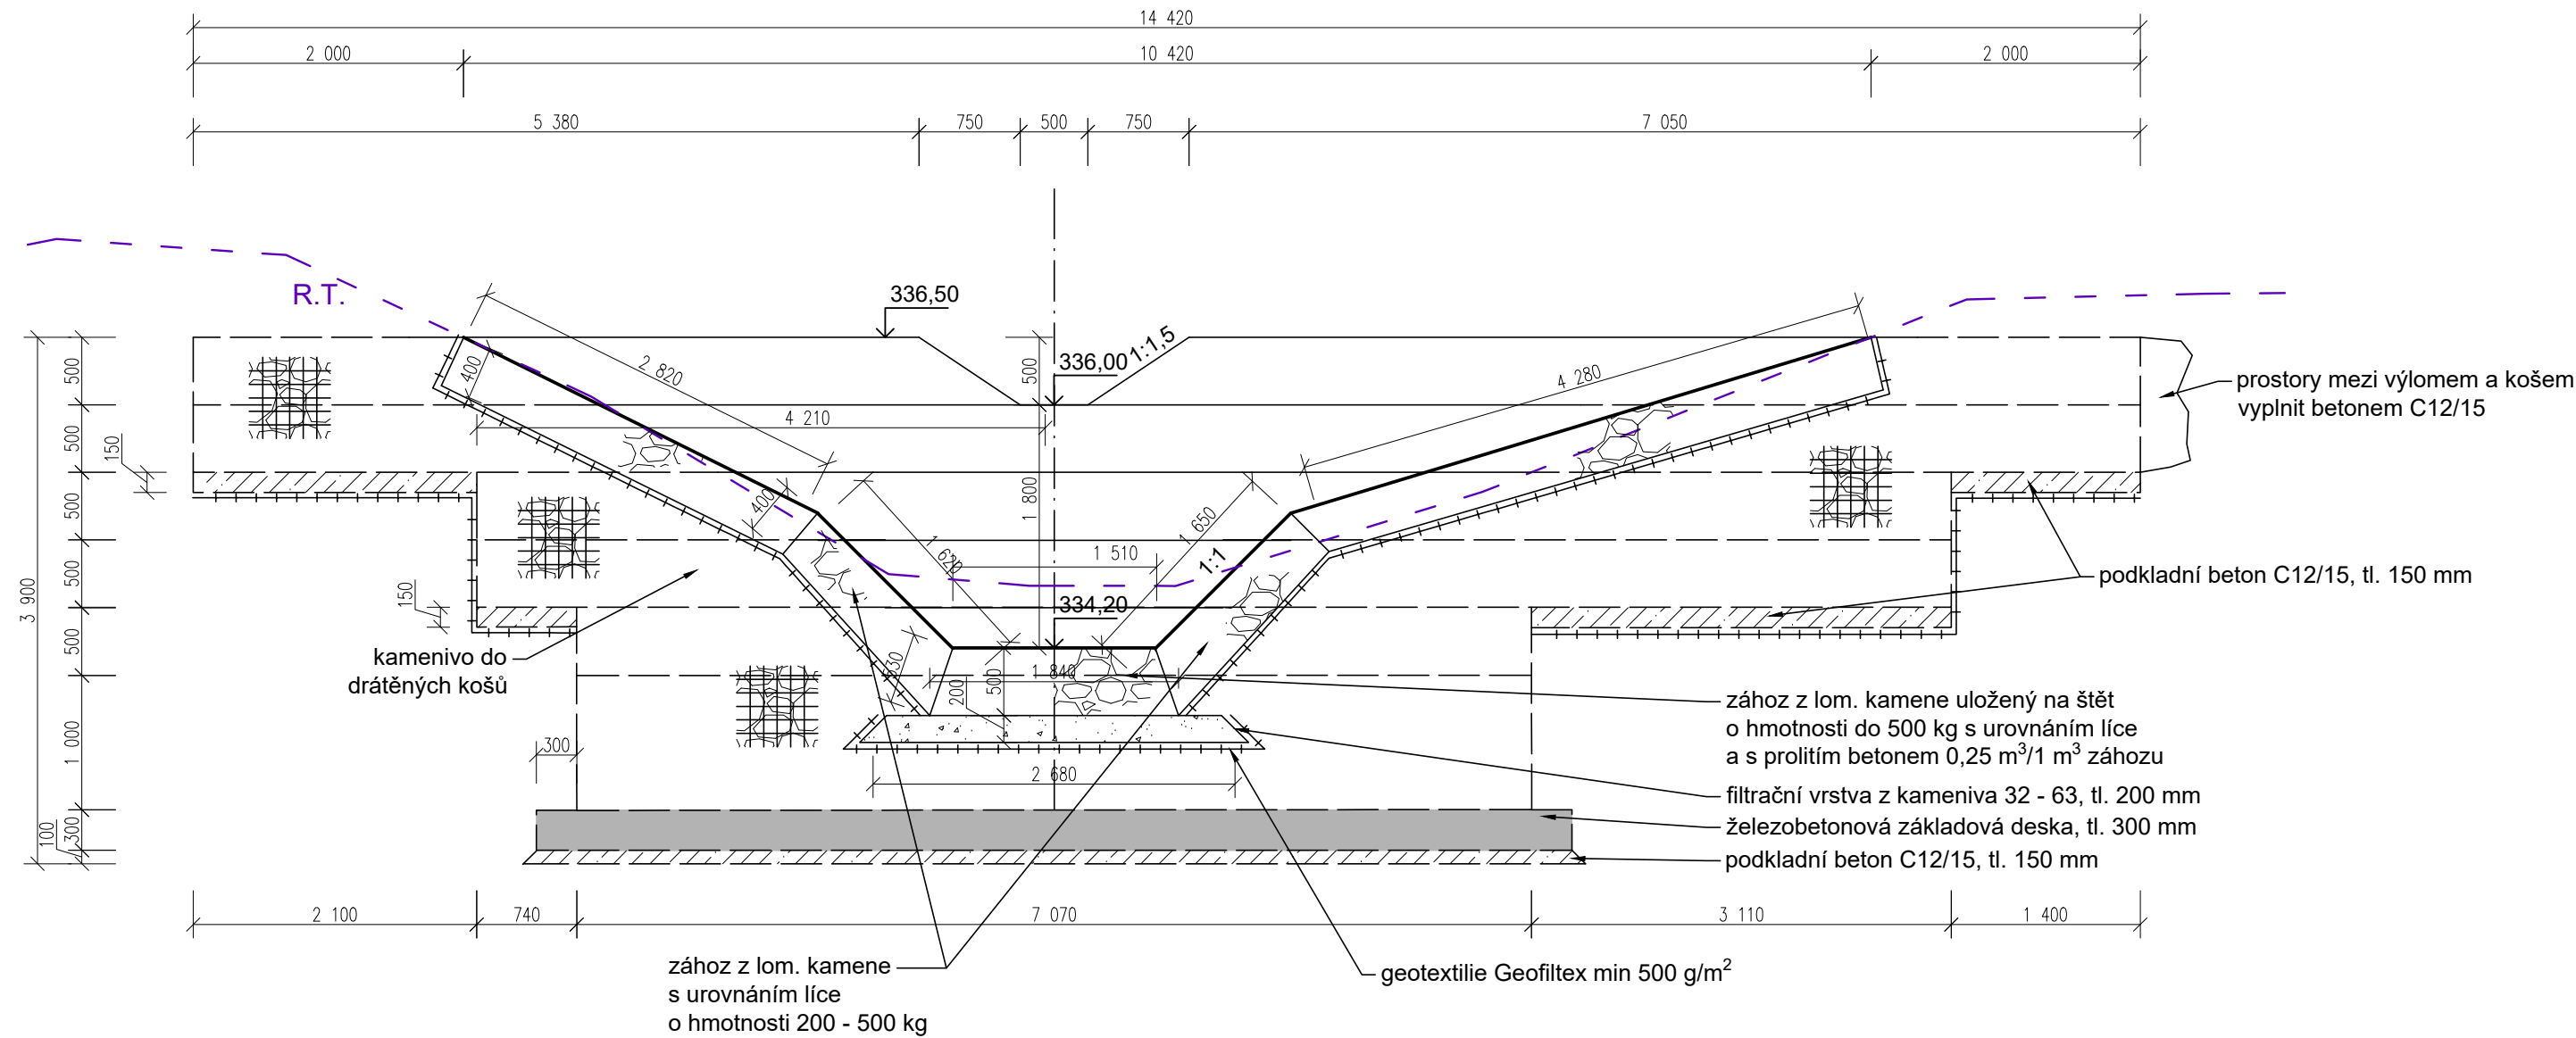 14 420
2 000
10 420
2 000
5 380
750
500
750
7 050
R.T.
336,50
336,00
1:1,5
500
400
2 820
4 280
4 210
prostory mezi výlomem a košem
vyplnit betonem C12/15
500
500
500
500
500
1 000
300
100
3 900
150
150
400
1 800
1 620
1 650
1:1
1 510
334,20
podkladní beton C12/15, tl. 150 mm
kamenivo do
drátěných košů
630
200
500
1 840
300
2 680
zához z lom. kamene uložený na štět
o hmotnosti do 500 kg s urovnáním líce
a s prolitím betonem 0,25 m³/1 m³ záhozu
filtrační vrstva z kameniva 32 - 63, tl. 200 mm
železobetonová základová deska, tl. 300 mm
podkladní beton C12/15, tl. 150 mm
2 100
740
7 070
3 110
1 400
zához z lom. kamene
s urovnáním líce
o hmotnosti 200 - 500 kg
geotextilie Geofiltex min 500 g/m²